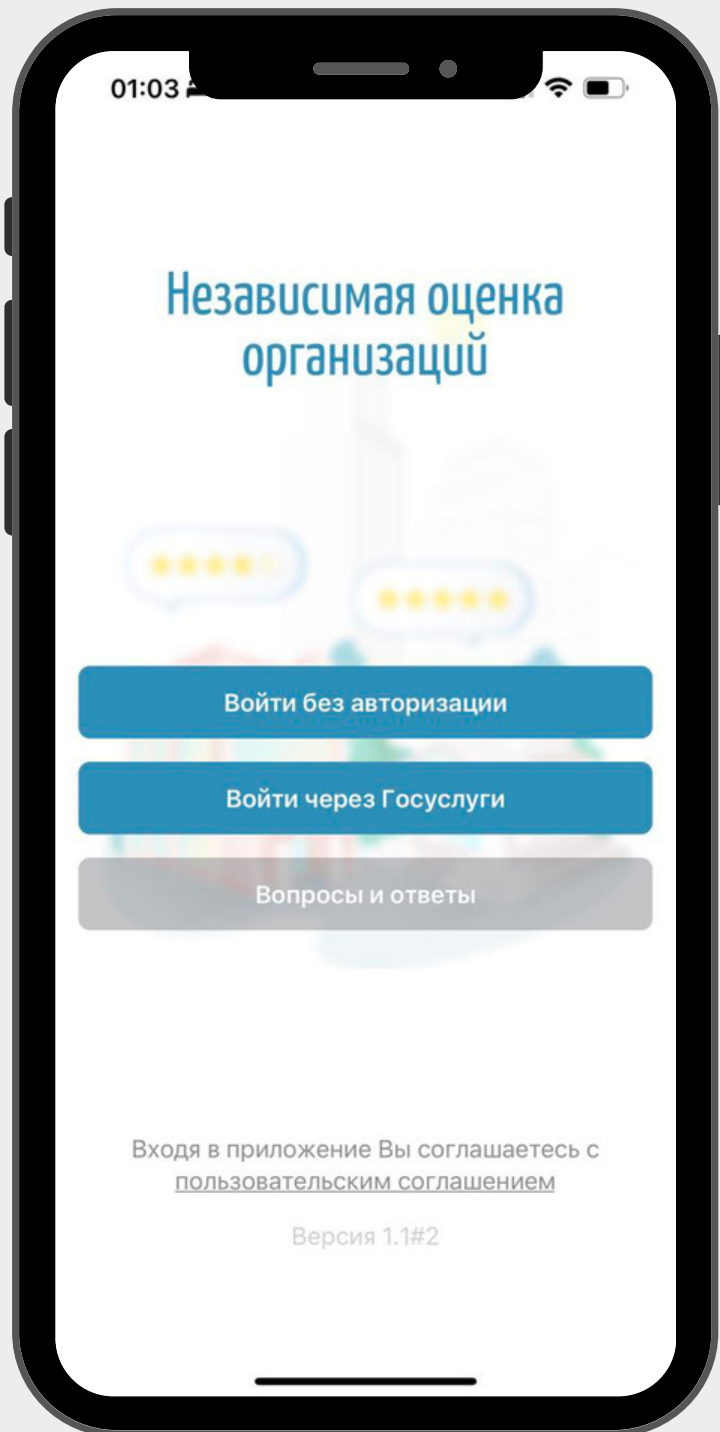 01:03
Независимая оценка
организаций
Войти без авторизации
Войти через Госуслуги
Вопросы и ответы
Входя в приложение Вы соглашаетесь с
пользовательским соглашением
Версия 1.1#2